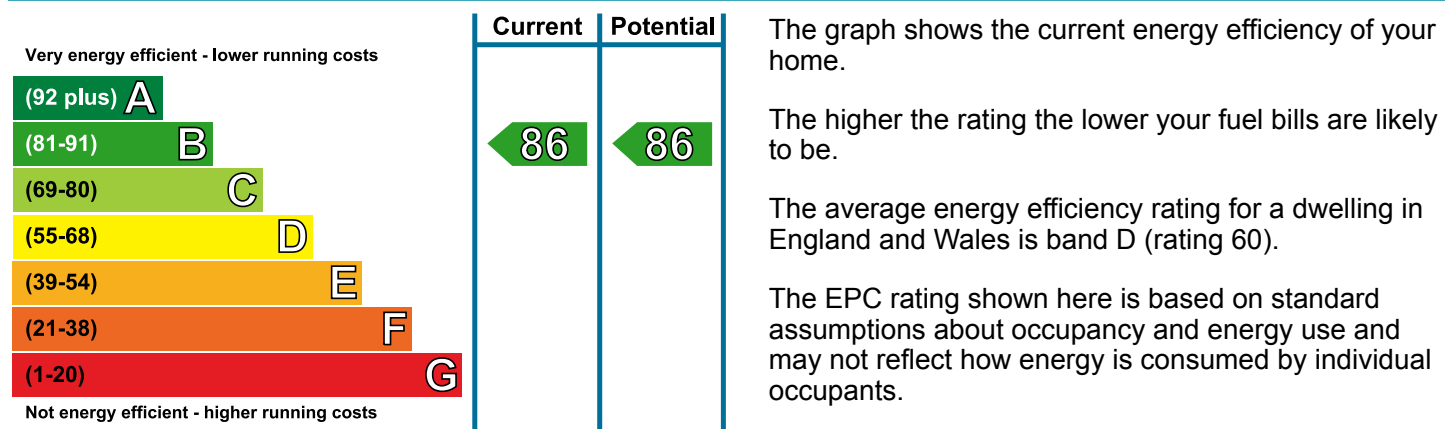 Current Potential
Very energy efficient - lower running costs
(92 plus) A
(81-91) B
86 86
(69-80) C
(55-68) D
(39-54) E
(21-38) F
(1-20) G
Not energy efficient - higher running costs
The graph shows the current energy efficiency of your
home.
The higher the rating the lower your fuel bills are likely
to be.
The average energy efficiency rating for a dwelling in
England and Wales is band D (rating 60).
The EPC rating shown here is based on standard
assumptions about occupancy and energy use and
may not reflect how energy is consumed by individual
occupants.